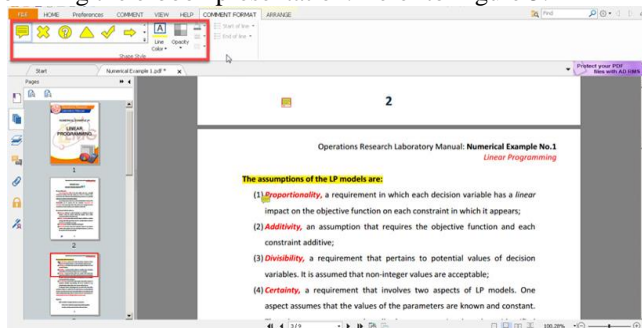 FILE HOME Preferences COMMENT VIEW HELP COMMENT FORMAT ARRANGE
Find
Line Color
Opacity
Start of line
End of line
Shape Style
Start
Numerical Example 1.pdf *
Protect your PDF files with AD RMS
Pages
LINEAR
PROGRAMMING
1
2
2
Operations Research Laboratory Manual: Numerical Example No.1
Linear Programming
The assumptions of the LP models are:
(1) Proportionality, a requirement in which each decision variable has a linear
impact on the objective function on each constraint in which it appears;
(2) Additivity, an assumption that requires the objective function and each
constraint additive;
(3) Divisibility, a requirement that pertains to potential values of decision
variables. It is assumed that non-integer values are acceptable;
(4) Certainty, a requirement that involves two aspects of LP models. One
aspect assumes that the values of the parameters are known and constant.
3/9
100.28%